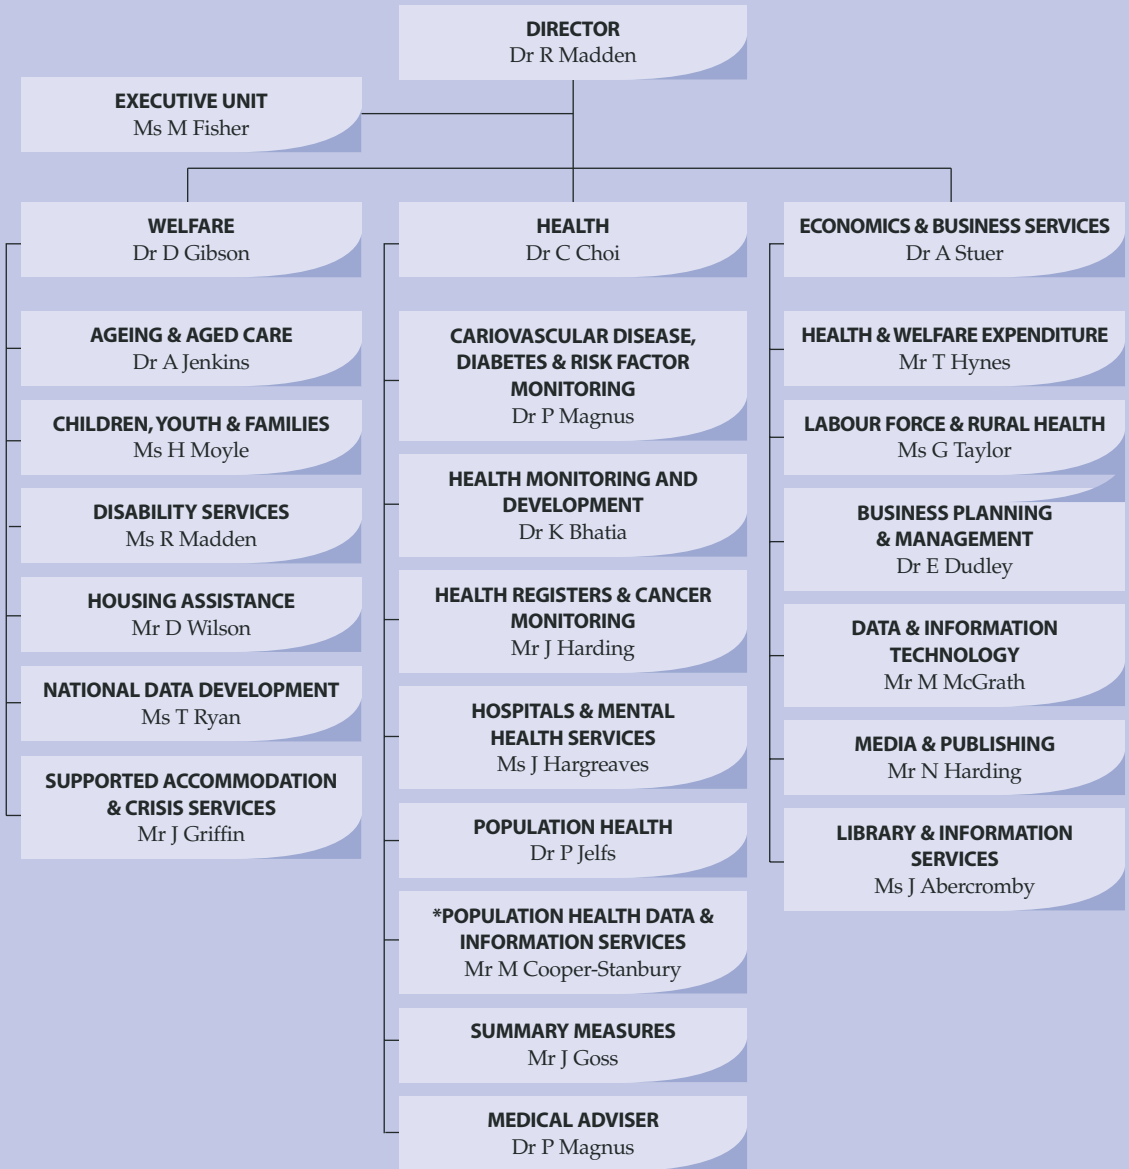 DIRECTOR
Dr R Madden
EXECUTIVE UNIT
Ms M Fisher
WELFARE
Dr D Gibson
AGEING & AGED CARE
Dr A Jenkins
CHILDREN, YOUTH & FAMILIES
Ms H Moyle
DISABILITY SERVICES
Ms R Madden
HOUSING ASSISTANCE
Mr D Wilson
NATIONAL DATA DEVELOPMENT
Ms T Ryan
SUPPORTED ACCOMMODATION
& CRISIS SERVICES
Mr J Griffin
HEALTH
Dr C Choi
CARIOVASCULAR DISEASE,
DIABETES & RISK FACTOR
MONITORING
Dr P Magnus
HEALTH MONITORING AND
DEVELOPMENT
Dr K Bhatia
HEALTH REGISTERS & CANCER
MONITORING
Mr J Harding
HOSPITALS & MENTAL
HEALTH SERVICES
Ms J Hargreaves
POPULATION HEALTH
Dr P Jelfs
*POPULATION HEALTH DATA &
INFORMATION SERVICES
Mr M Cooper-Stanbury
SUMMARY MEASURES
Mr J Goss
MEDICAL ADVISER
Dr P Magnus
ECONOMICS & BUSINESS SERVICES
Dr A Stuer
HEALTH & WELFARE EXPENDITURE
Mr T Hynes
LABOUR FORCE & RURAL HEALTH
Ms G Taylor
BUSINESS PLANNING
& MANAGEMENT
Dr E Dudley
DATA & INFORMATION
TECHNOLOGY
Mr M McGrath
MEDIA & PUBLISHING
Mr N Harding
LIBRARY & INFORMATION
SERVICES
Ms J Abercromby